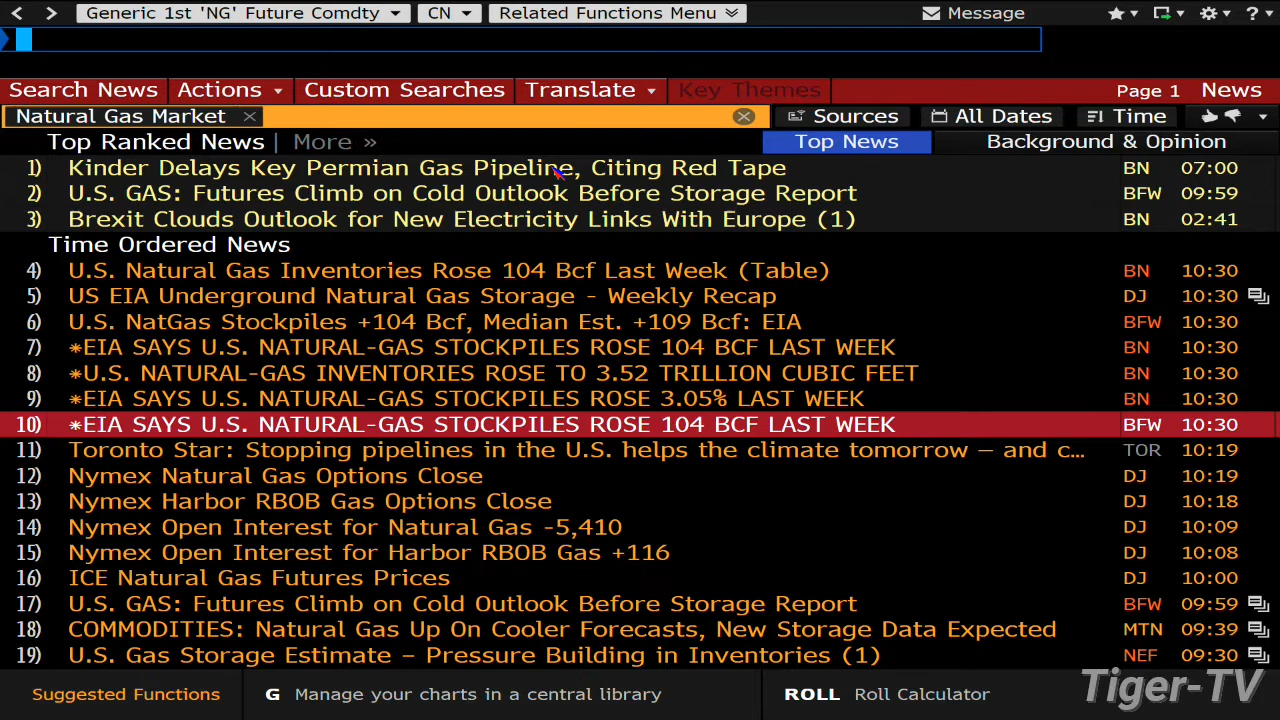 < > Generic 1st 'NG' Future Comdty CN Related Functions Menu Message ?
Search News Actions Custom Searches Translate Key Themes Page 1 News
Natural Gas Market Sources All Dates Time
Top Ranked News | More » Top News Background & Opinion
1) Kinder Delays Key Permian Gas Pipeline, Citing Red Tape BN 07:00
2) U.S. GAS: Futures Climb on Cold Outlook Before Storage Report BFW 09:59
3) Brexit Clouds Outlook for New Electricity Links With Europe (1) BN 02:41
Time Ordered News
4) U.S. Natural Gas Inventories Rose 104 Bcf Last Week (Table) BN 10:30
5) US EIA Underground Natural Gas Storage - Weekly Recap DJ 10:30
6) U.S. NatGas Stockpiles +104 Bcf, Median Est. +109 Bcf: EIA BFW 10:30
7) *EIA SAYS U.S. NATURAL-GAS STOCKPILES ROSE 104 BCF LAST WEEK BN 10:30
8) *U.S. NATURAL-GAS INVENTORIES ROSE TO 3.52 TRILLION CUBIC FEET BN 10:30
9) *EIA SAYS U.S. NATURAL-GAS STOCKPILES ROSE 3.05% LAST WEEK BN 10:30
10) *EIA SAYS U.S. NATURAL-GAS STOCKPILES ROSE 104 BCF LAST WEEK BFW 10:30
11) Toronto Star: Stopping pipelines in the U.S. helps the climate tomorrow – and c... TOR 10:19
12) Nymex Natural Gas Options Close DJ 10:19
13) Nymex Harbor RBOB Gas Options Close DJ 10:18
14) Nymex Open Interest for Natural Gas -5,410 DJ 10:09
15) Nymex Open Interest for Harbor RBOB Gas +116 DJ 10:08
16) ICE Natural Gas Futures Prices DJ 10:00
17) U.S. GAS: Futures Climb on Cold Outlook Before Storage Report BFW 09:59
18) COMMODITIES: Natural Gas Up On Cooler Forecasts, New Storage Data Expected MTN 09:39
19) U.S. Gas Storage Estimate – Pressure Building in Inventories (1) NEF 09:30
Suggested Functions G Manage your charts in a central library ROLL Roll Calculator
Tiger-TV